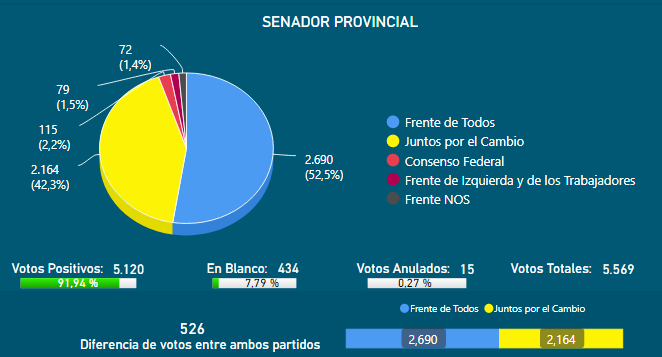 SENADOR PROVINCIAL
72
(1,4%)
79
(1,5%)
115
(2,2%)
2.164
(42,3%)
2.690
(52,5%)
Frente de Todos
Juntos por el Cambio
Consenso Federal
Frente de Izquierda y de los Trabajadores
Frente NOS
Votos Positivos: 5.120
91,94 %
En Blanco: 434
7,79 %
Votos Anulados: 15
0,27 %
Votos Totales: 5.569
526
Diferencia de votos entre ambos partidos
Frente de Todos Juntos por el Cambio
2,690 2,164